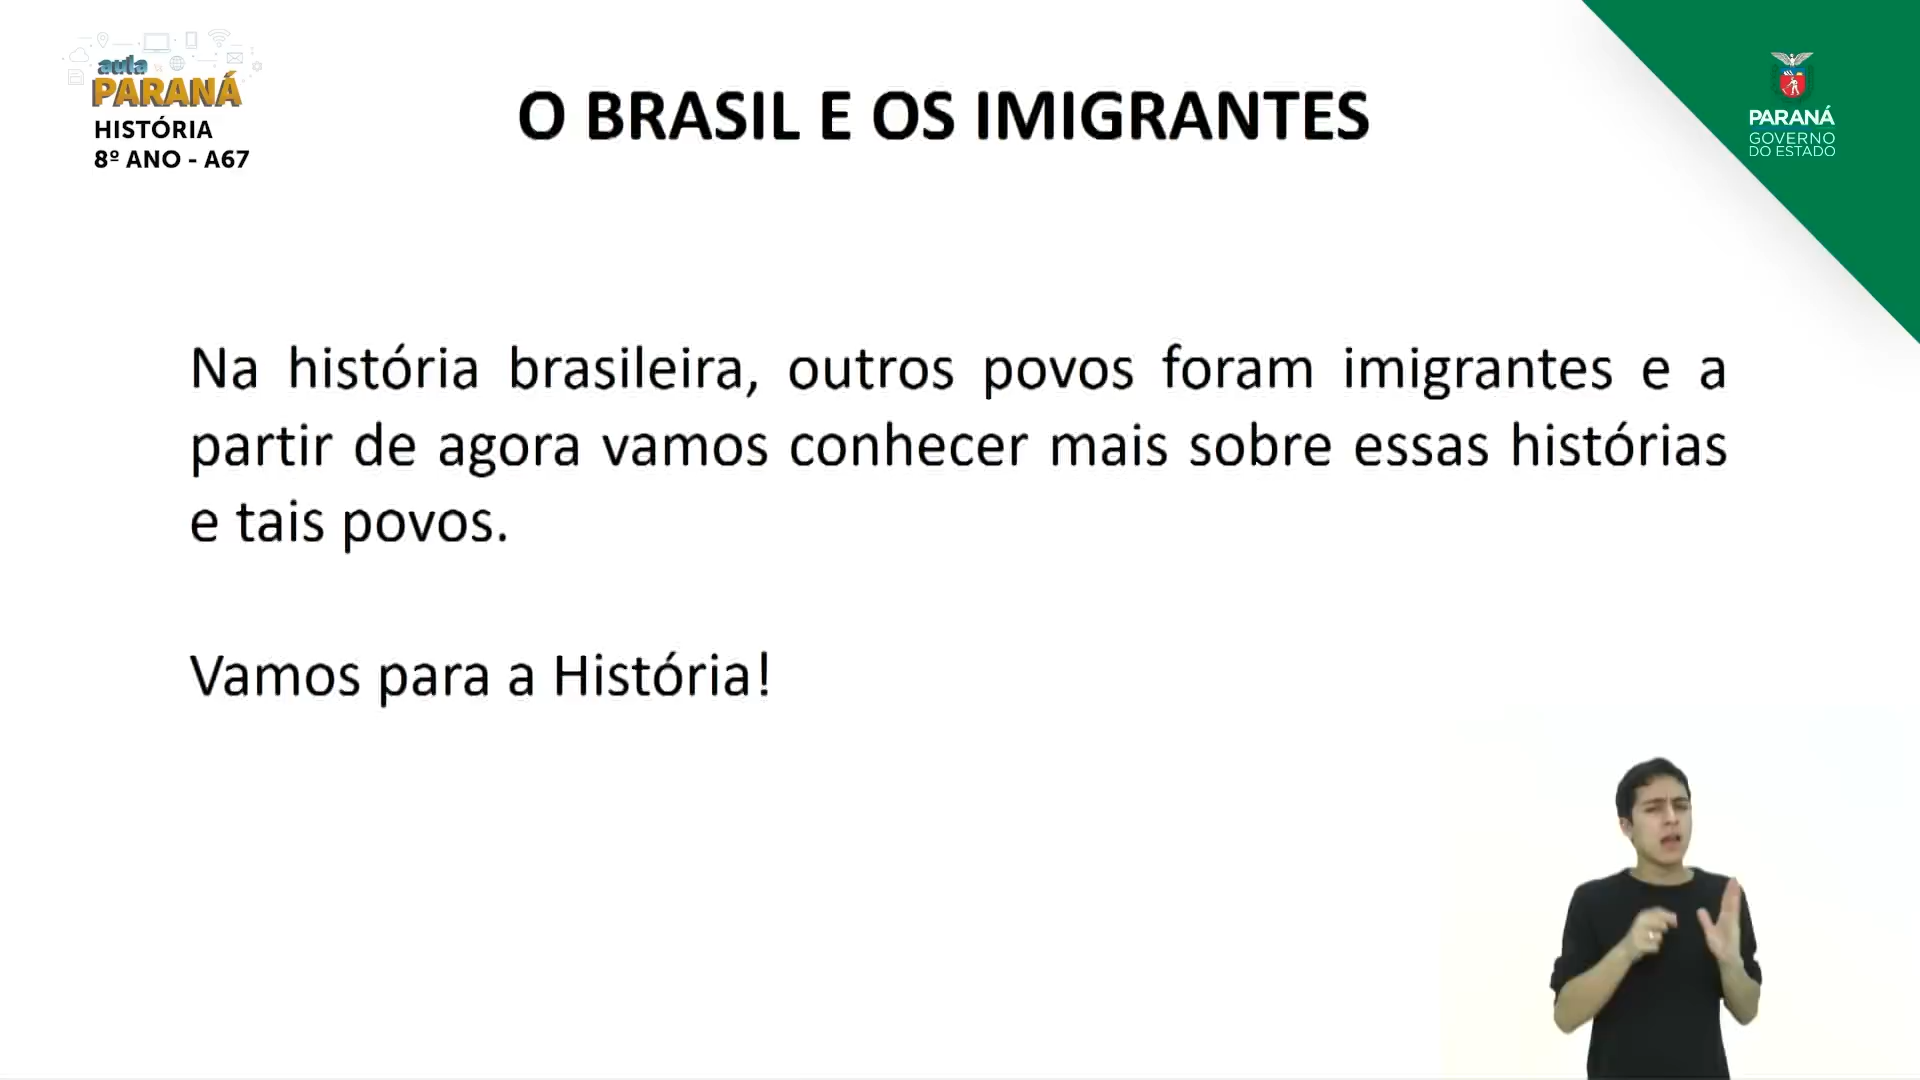 aula
PARANÁ
HISTÓRIA
8º ANO - A67
O BRASIL E OS IMIGRANTES
PARANÁ
GOVERNO
DO ESTADO
Na história brasileira, outros povos foram imigrantes e a
partir de agora vamos conhecer mais sobre essas histórias
e tais povos.
Vamos para a História!